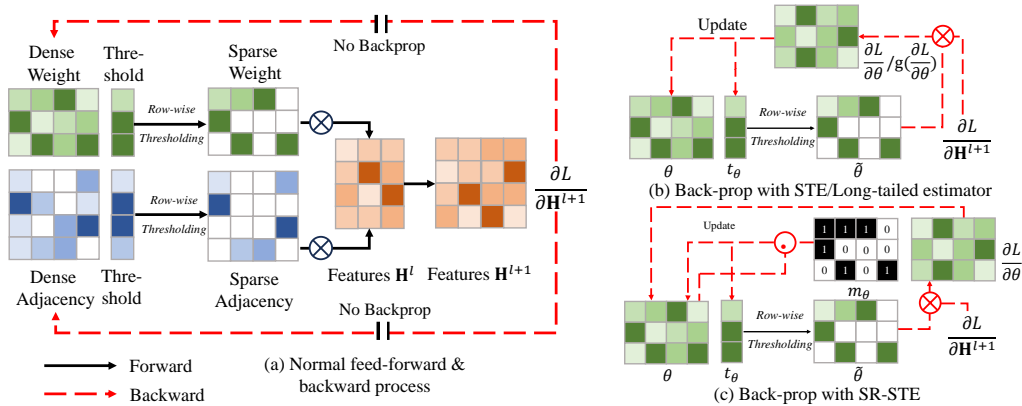 No Backprop
Dense
Weight
Thre-
shold
Sparse
Weight
Row-wise
Thresholding
Row-wise
Thresholding
Dense
Adjacency
Thre-
shold
Sparse
Adjacency
Features H^l
Features H^{l+1}
∂L
∂H^{l+1}
No Backprop
Forward
Backward
(a) Normal feed-forward &
backward process
Update
∂L/∂θ /g(∂L/∂θ)
Row-wise
Thresholding
θ
t_θ
θ̃
∂L
∂H^{l+1}
(b) Back-prop with STE/Long-tailed estimator
Update
1 1 1 0
1 0 0 0
0 1 0 1
m_θ
∂L
∂θ
Row-wise
Thresholding
θ
t_θ
θ̃
∂L
∂H^{l+1}
(c) Back-prop with SR-STE